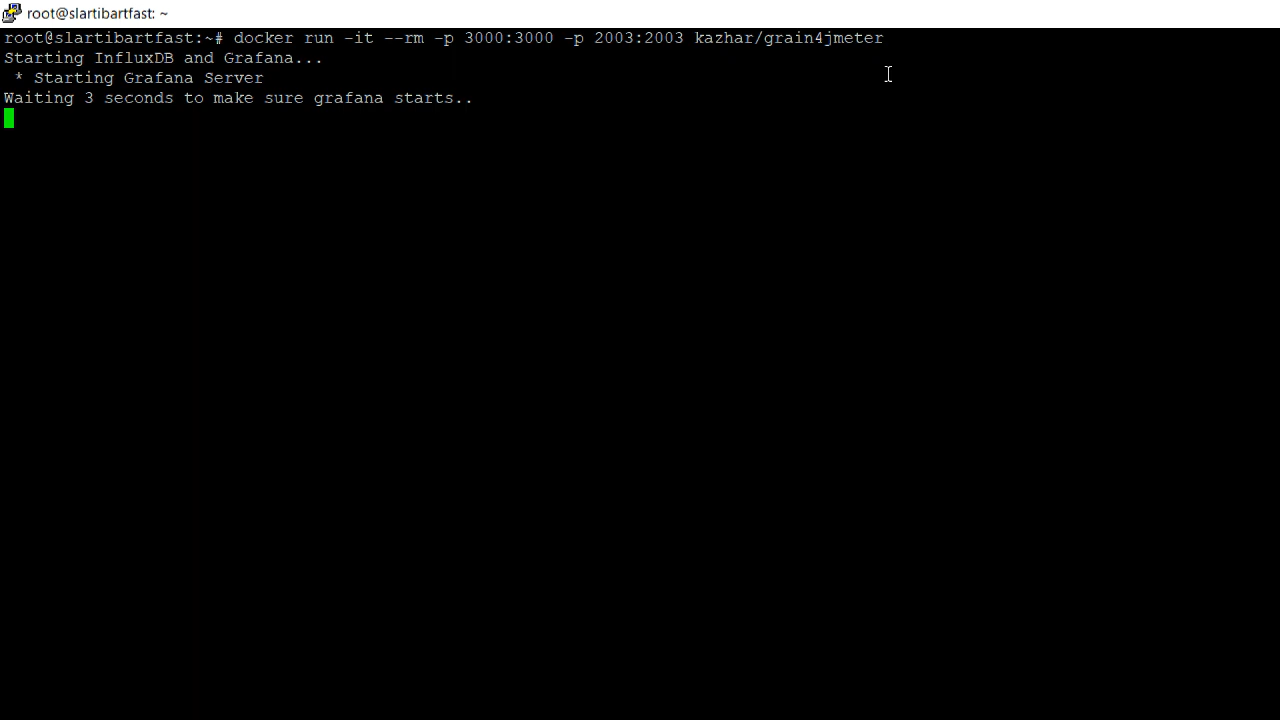 root@slartibartfast: ~
root@slartibartfast:~# docker run -it --rm -p 3000:3000 -p 2003:2003 kazhar/grain4jmeter
Starting InfluxDB and Grafana...
 * Starting Grafana Server
Waiting 3 seconds to make sure grafana starts..